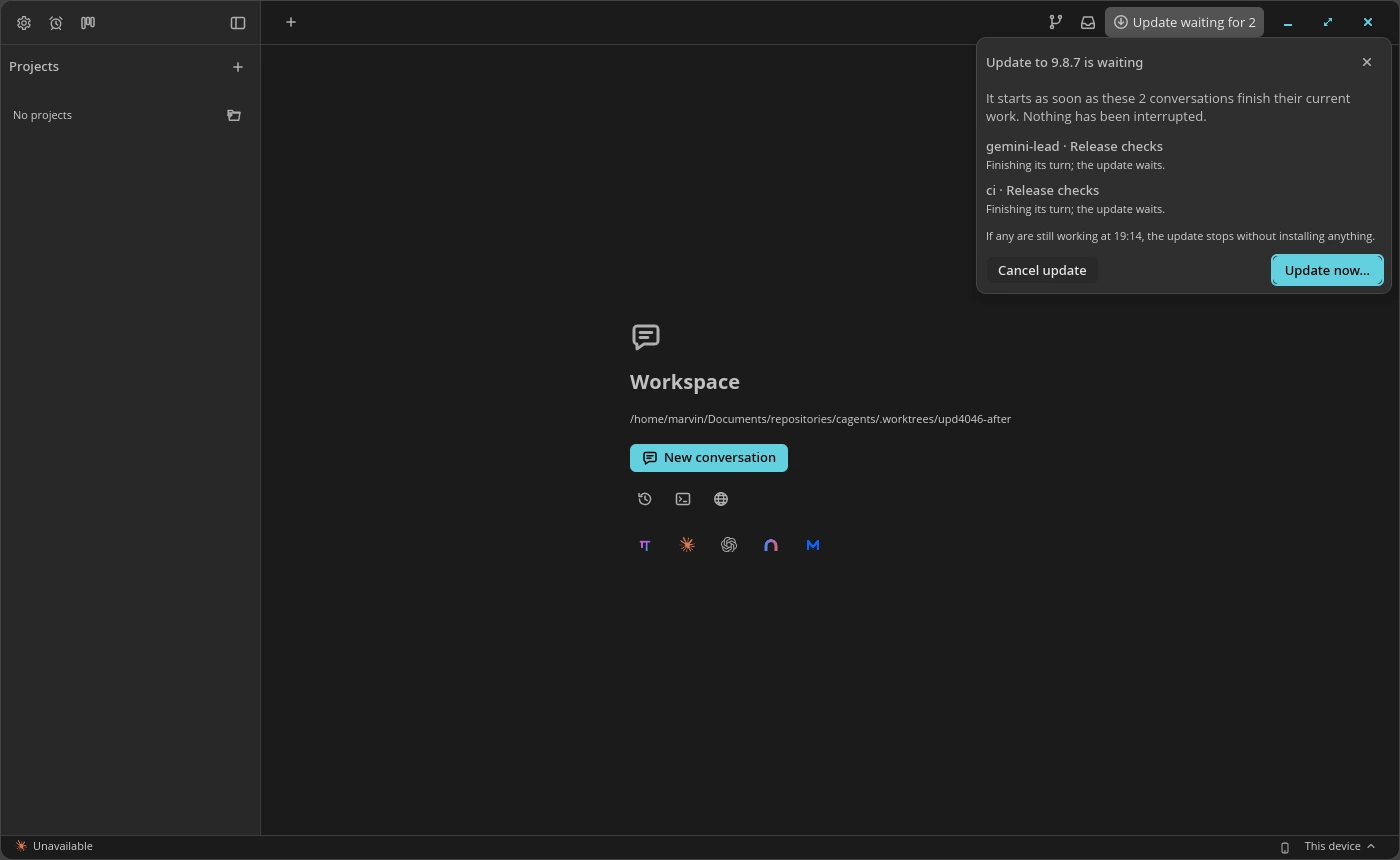 Update waiting for 2
Projects
No projects
Update to 9.8.7 is waiting
It starts as soon as these 2 conversations finish their current
work. Nothing has been interrupted.
gemini-lead · Release checks
Finishing its turn; the update waits.
ci · Release checks
Finishing its turn; the update waits.
If any are still working at 19:14, the update stops without installing anything.
Cancel update
Update now...
Workspace
/home/marvin/Documents/repositories/cagents/.worktrees/upd4046-after
New conversation
Unavailable
This device